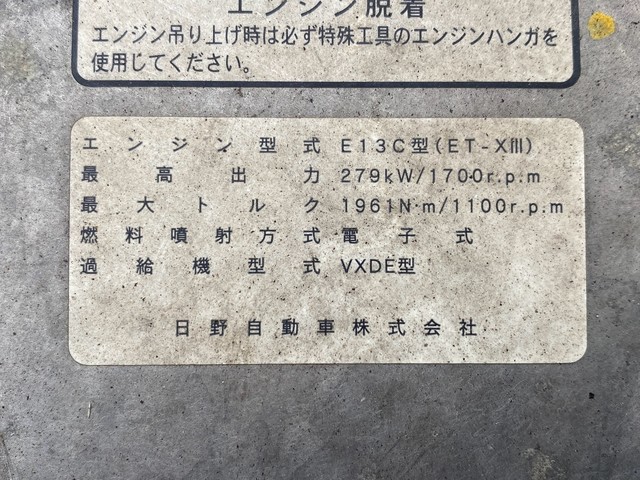 エンジン脱着
エンジン吊り上げ時は必ず特殊工具のエンジンハンガを
使用してください。
エンジン型式 E13C型(ET-XⅢ)
最高出力 279kW/1700r.p.m
最大トルク 1961N·m/1100r.p.m
燃料噴射方式 電子式
過給機型式 VXDE型
日野自動車株式会社